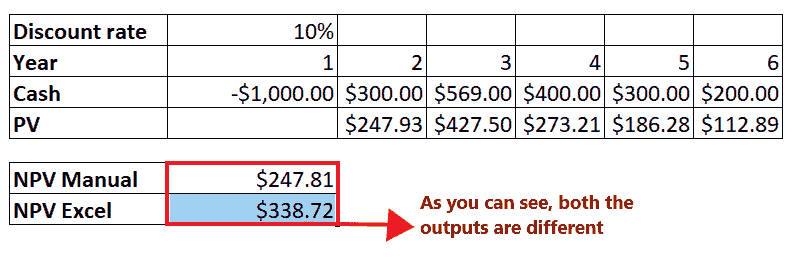 Discount rate 10%
Year 1 2 3 4 5 6
Cash -$1,000.00 $300.00 $569.00 $400.00 $300.00 $200.00
PV $247.93 $427.50 $273.21 $186.28 $112.89
NPV Manual $247.81
NPV Excel $338.72
As you can see, both the
outputs are different